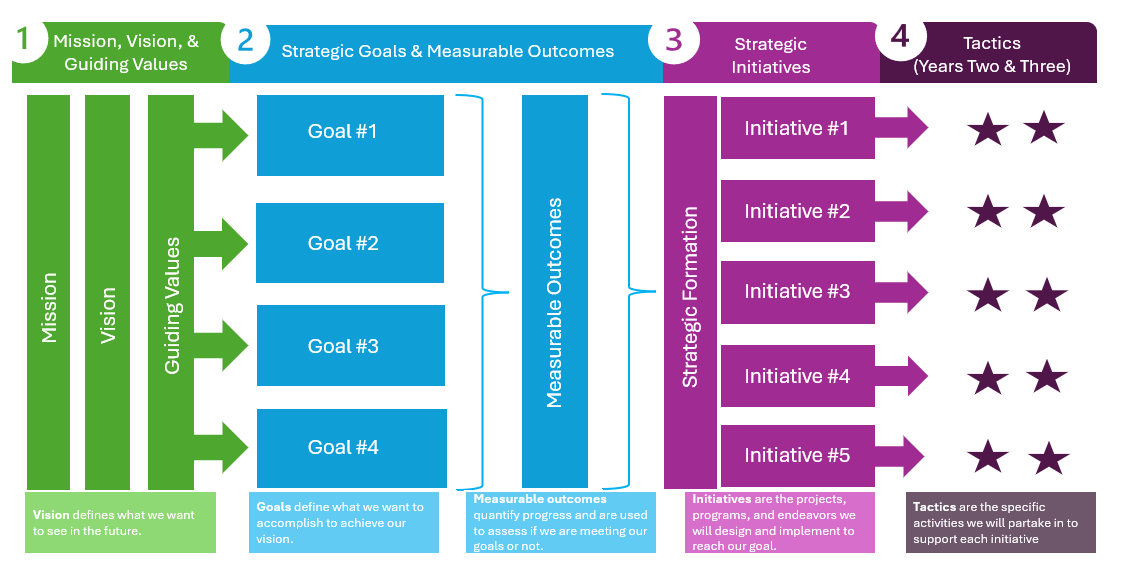 1
Mission, Vision, &
Guiding Values
2
Strategic Goals & Measurable Outcomes
3
Strategic
Initiatives
4
Tactics
(Years Two & Three)
Mission
Vision
Guiding Values
Goal #1
Goal #2
Goal #3
Goal #4
Measurable Outcomes
Strategic Formation
Initiative #1
Initiative #2
Initiative #3
Initiative #4
Initiative #5
Vision defines what we want
to see in the future.
Goals define what we want to
accomplish to achieve our
vision.
Measurable outcomes
quantify progress and are used
to assess if we are meeting our
goals or not.
Initiatives are the projects,
programs, and endeavors we
will design and implement to
reach our goal.
Tactics are the specific
activities we will partake in to
support each initiative